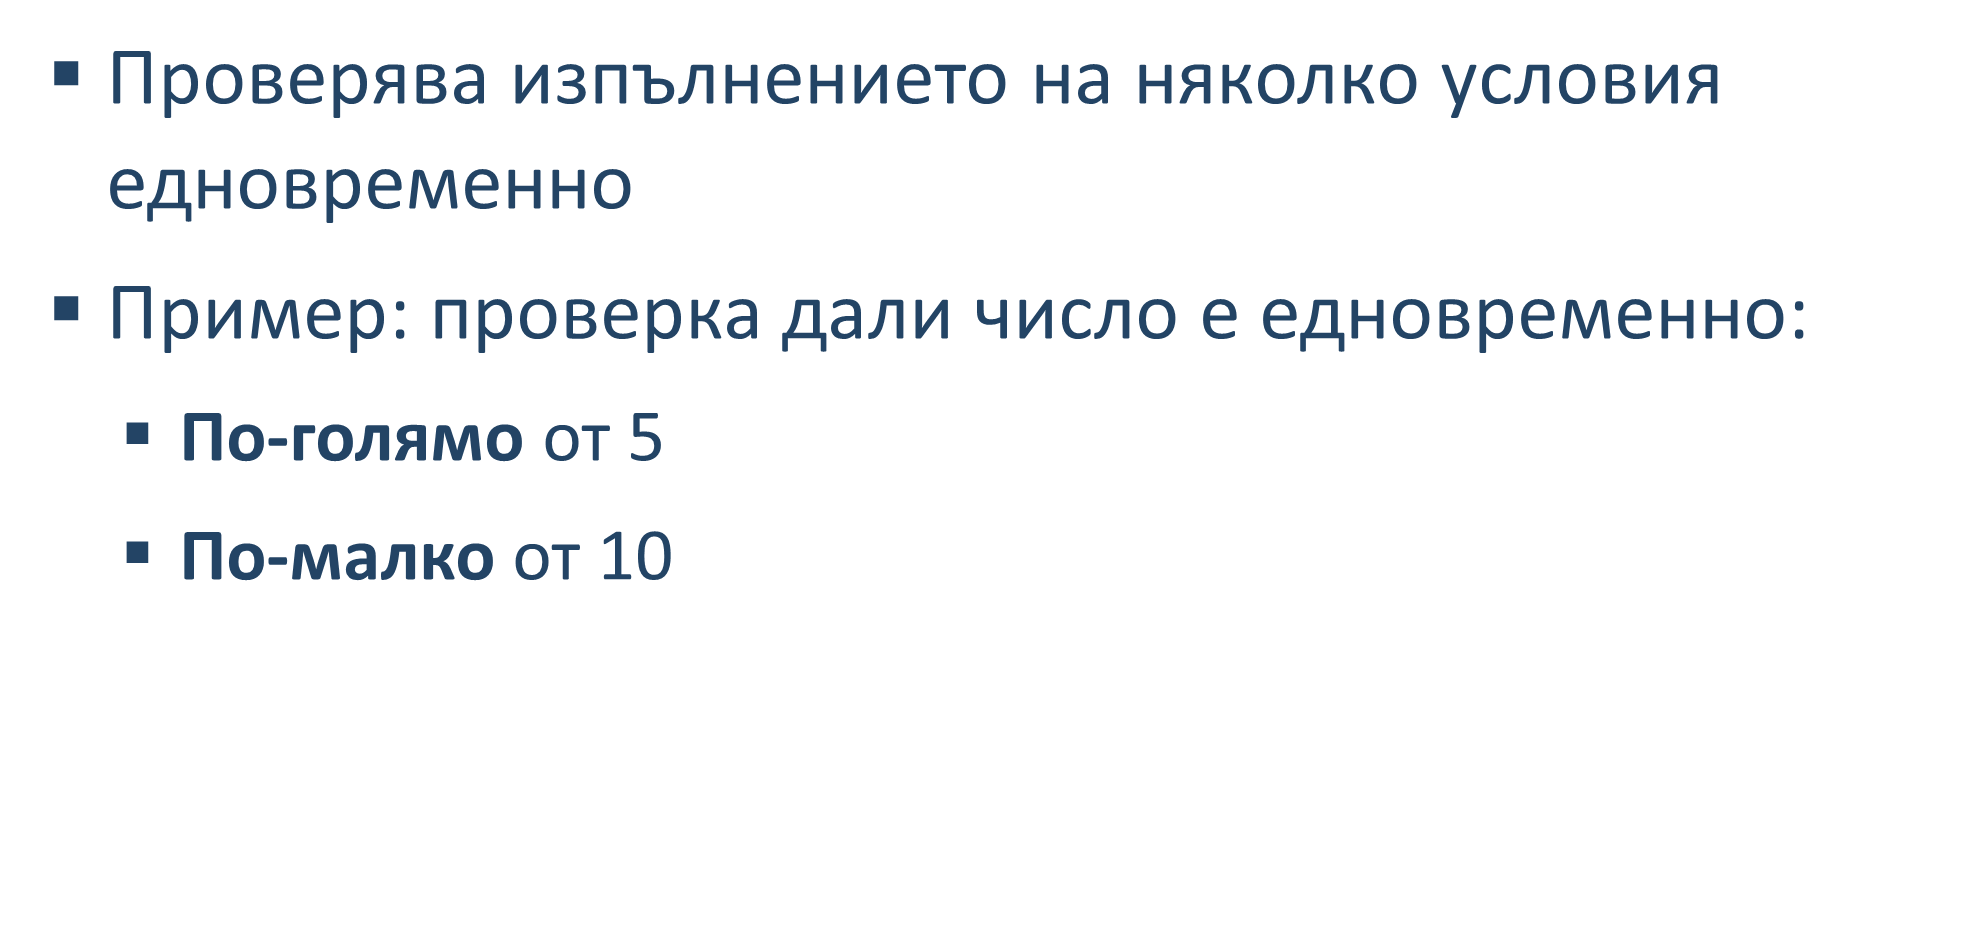 ▪ Проверява изпълнението на няколко условия
едновременно
▪ Пример: проверка дали число е едновременно:
▪ По-голямо от 5
▪ По-малко от 10